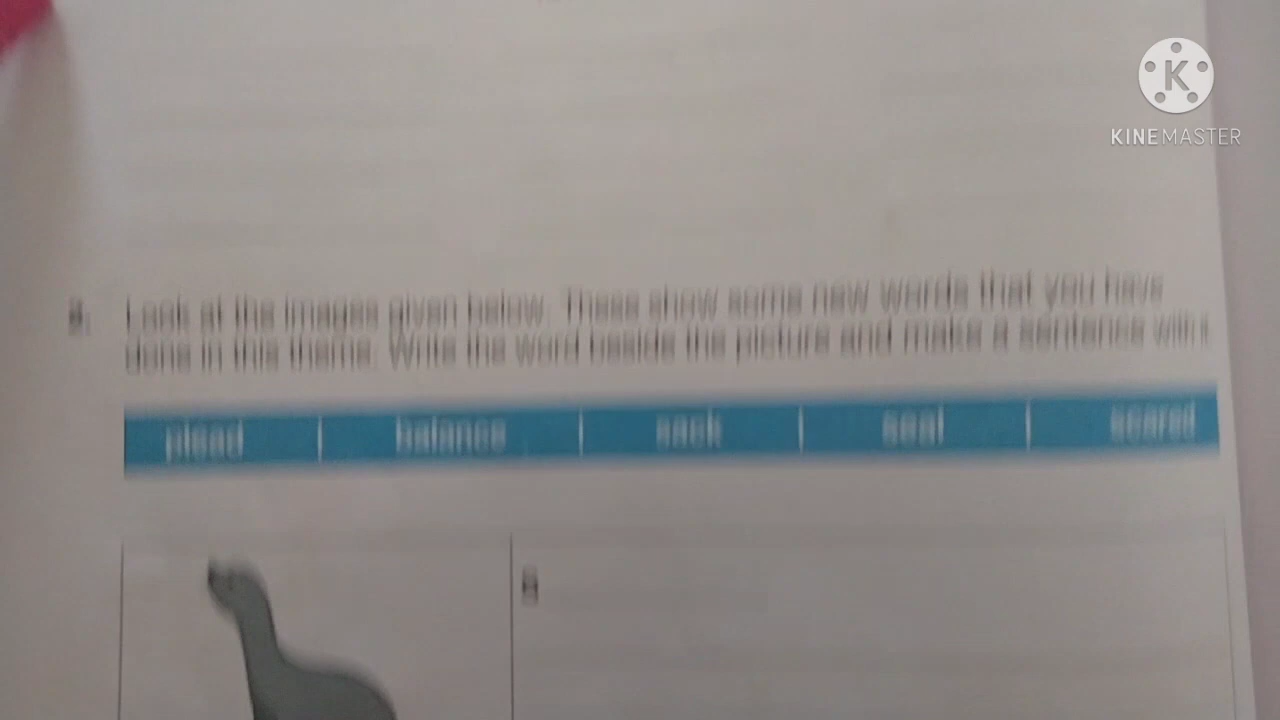 K
KINEMASTER
Look at the images given below. These show some new words that you have
done in this theme. Write the word beside the picture and make a sentence with it
plead balance sack seal scared